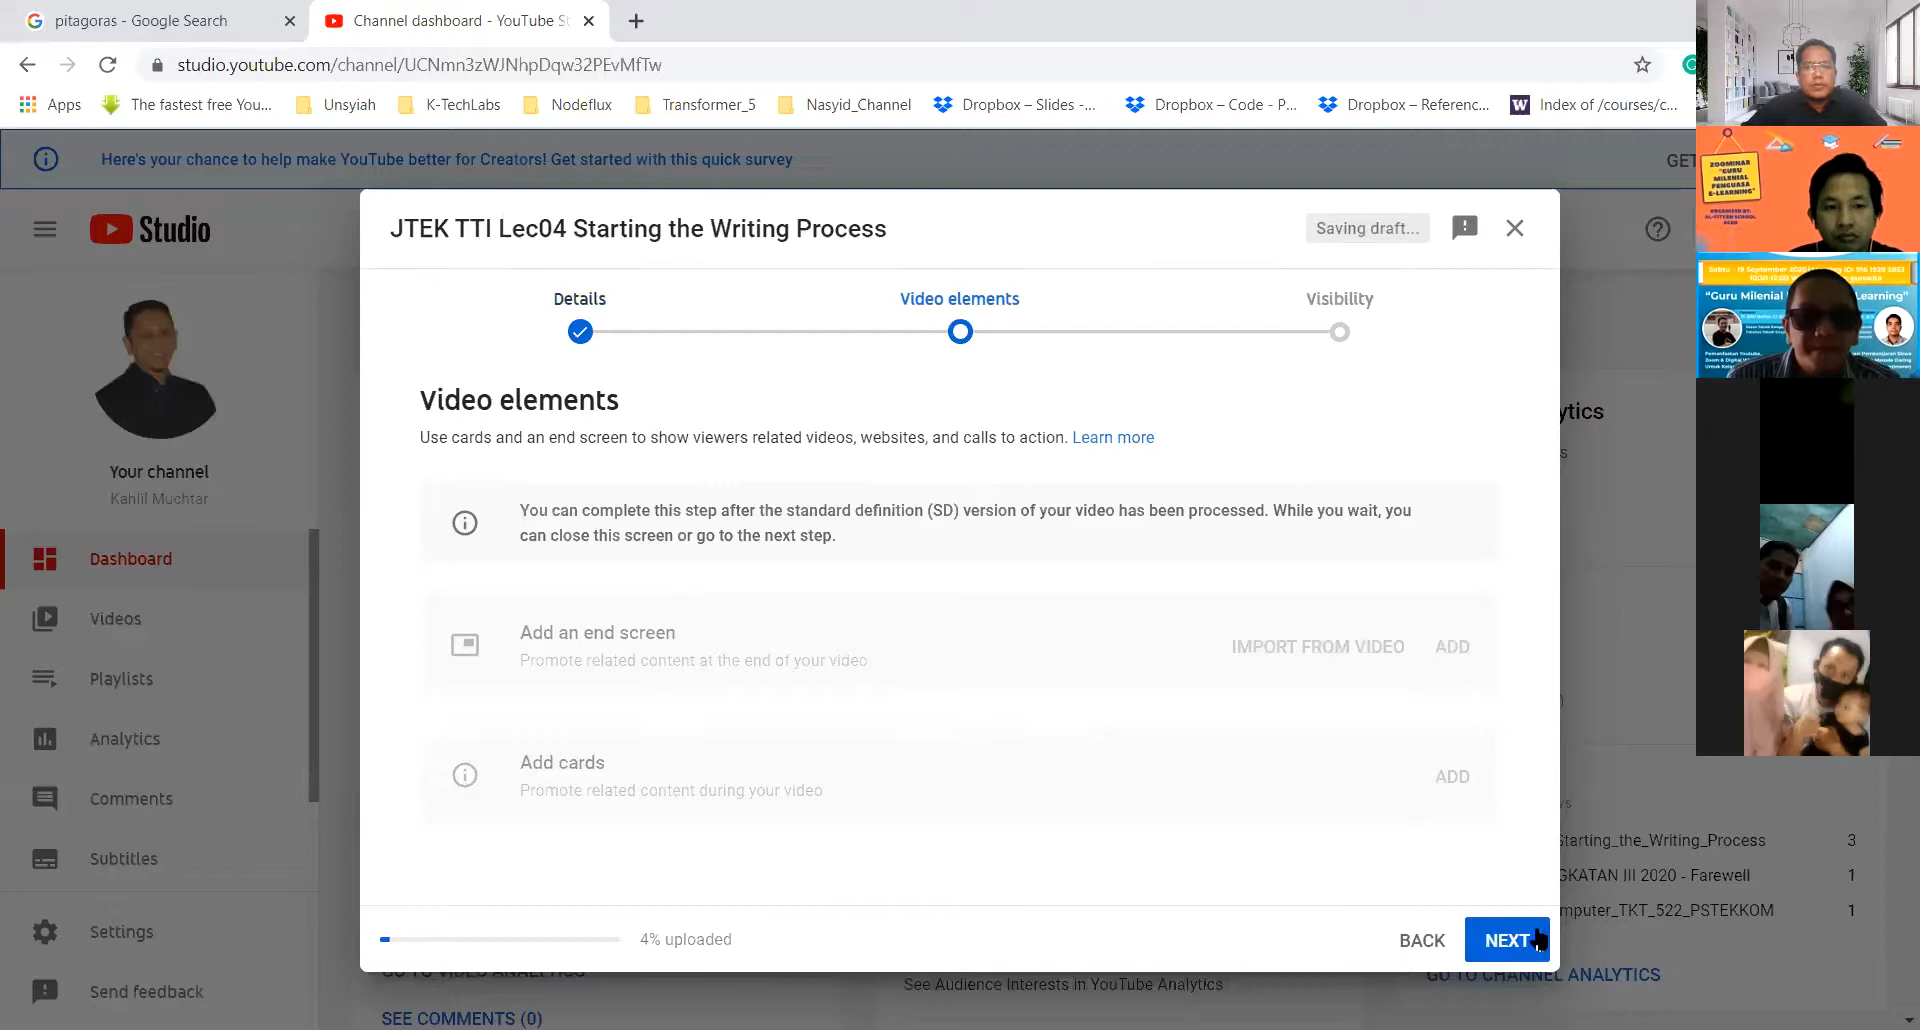 pitagoras - Google Search
Channel dashboard - YouTube St
studio.youtube.com/channel/UCNmn3zWJNhpDqw32PEvMfTw
Apps
The fastest free You...
Unsyiah
K-TechLabs
Nodeflux
Transformer_5
Nasyid_Channel
Dropbox – Slides -...
Dropbox – Code - P...
Dropbox – Referenc...
Index of /courses/c...
Here's your chance to help make YouTube better for Creators! Get started with this quick survey
GET
Studio
JTEK TTI Lec04 Starting the Writing Process
Saving draft...
Details
Video elements
Visibility
Video elements
Use cards and an end screen to show viewers related videos, websites, and calls to action. Learn more
You can complete this step after the standard definition (SD) version of your video has been processed. While you wait, you
can close this screen or go to the next step.
Add an end screen
Promote related content at the end of your video
IMPORT FROM VIDEO
ADD
Add cards
Promote related content during your video
ADD
4% uploaded
BACK
NEXT
Your channel
Kahlil Muchtar
Dashboard
Videos
Playlists
Analytics
Comments
Subtitles
Settings
Send feedback
ytics
Starting_the_Writing_Process 3
GKATAN III 2020 - Farewell 1
mputer_TKT_522_PSTEKKOM 1
GO TO VIDEO ANALYTICS
SEE COMMENTS (0)
See Audience Interests in YouTube Analytics
GO TO CHANNEL ANALYTICS
ZOOMINAR
"GURU
MILENIAL
PENGUASA
E-LEARNING"
ORGANIZED BY:
Sabtu - 19 September 2020
"Guru Milenial
Learning"
Pemanfaatan Youtube,